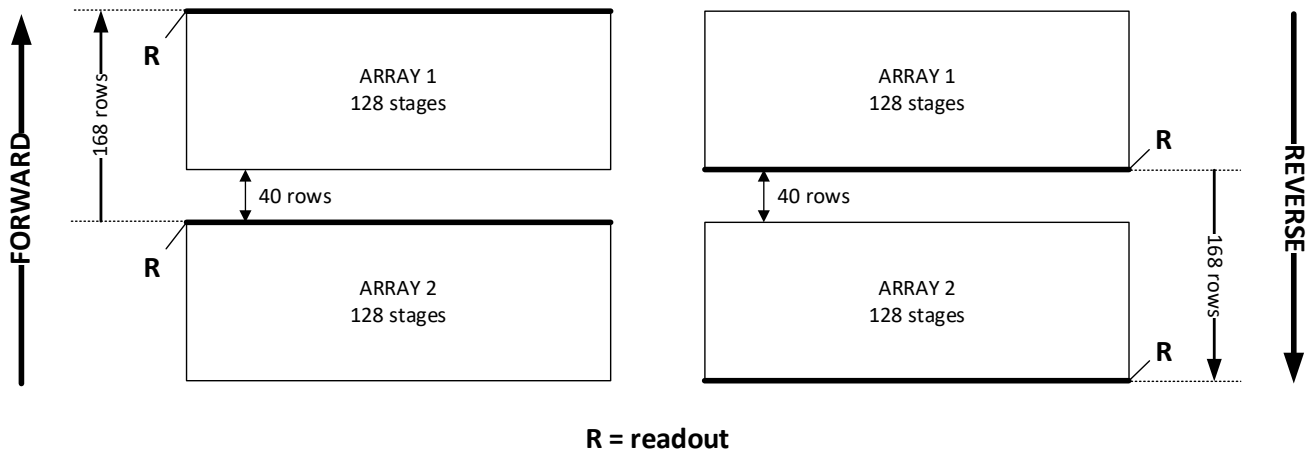 FORWARD
168 rows
R
ARRAY 1
128 stages
40 rows
R
ARRAY 2
128 stages
ARRAY 1
128 stages
R
40 rows
ARRAY 2
128 stages
R
168 rows
REVERSE
R = readout